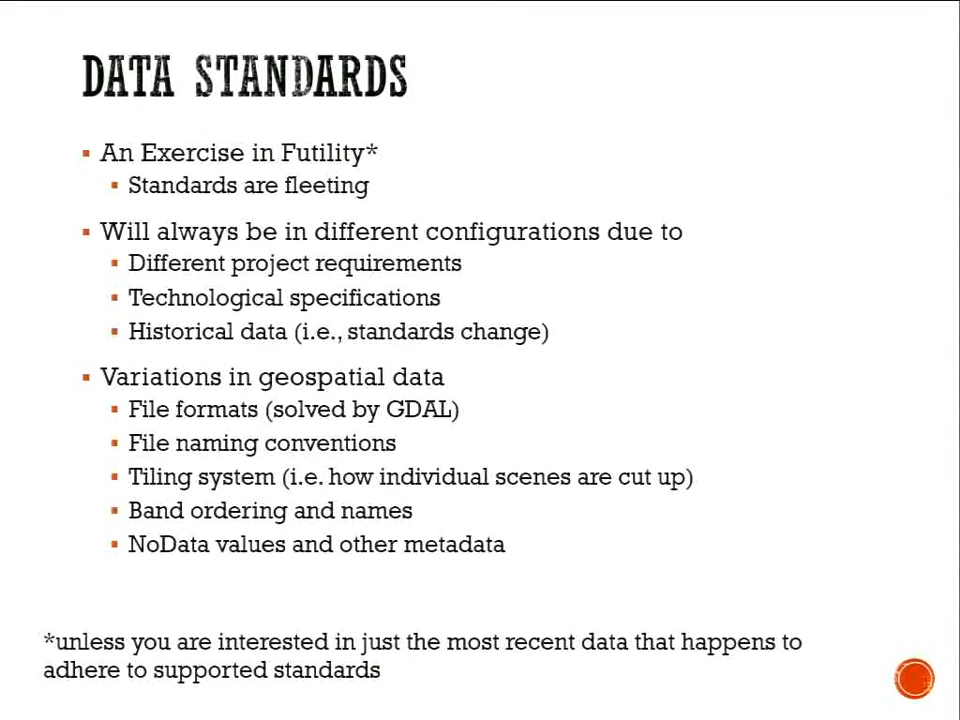 DATA STANDARDS
An Exercise in Futility*
Standards are fleeting
Will always be in different configurations due to
Different project requirements
Technological specifications
Historical data (i.e., standards change)
Variations in geospatial data
File formats (solved by GDAL)
File naming conventions
Tiling system (i.e. how individual scenes are cut up)
Band ordering and names
NoData values and other metadata
*unless you are interested in just the most recent data that happens to
adhere to supported standards